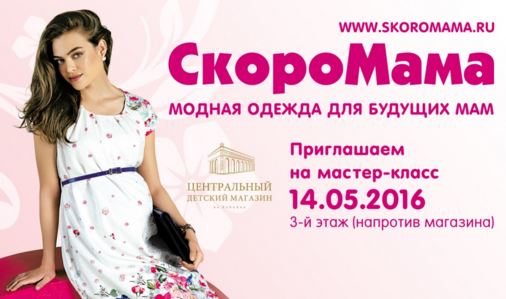 WWW.SKOROMAMA.RU
СкороМама
МОДНАЯ ОДЕЖДА ДЛЯ БУДУЩИХ МАМ
Приглашаем
на мастер-класс
14.05.2016
3-й этаж (напротив магазина)
ЦЕНТРАЛЬНЫЙ
ДЕТСКИЙ МАГАЗИН